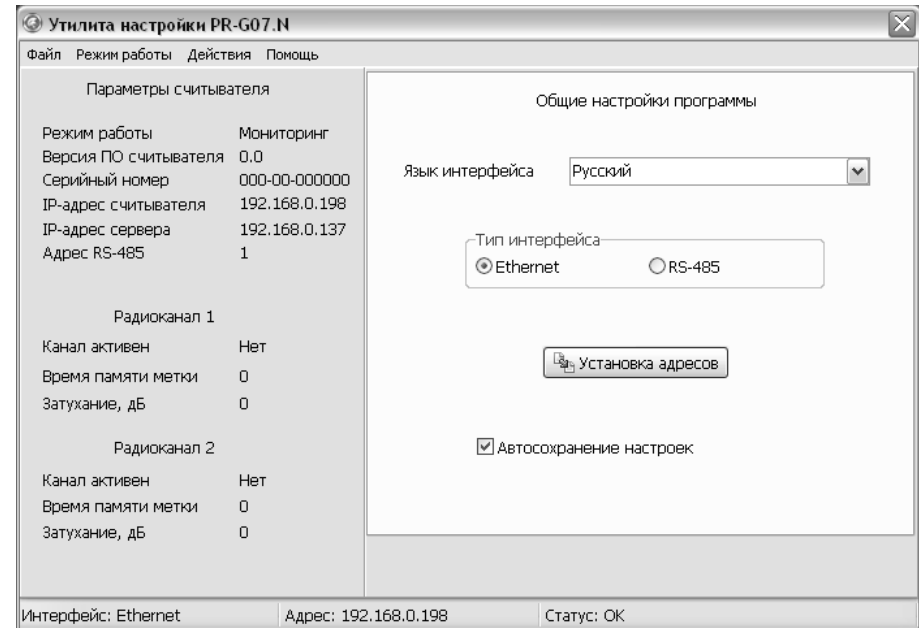 Утилита настройки PR-G07.N
Файл Режим работы Действия Помощь
Параметры считывателя
Режим работы Мониторинг
Версия ПО считывателя 0.0
Серийный номер 000-00-000000
IP-адрес считывателя 192.168.0.198
IP-адрес сервера 192.168.0.137
Адрес RS-485 1
Радиоканал 1
Канал активен Нет
Время памяти метки 0
Затухание, дБ 0
Радиоканал 2
Канал активен Нет
Время памяти метки 0
Затухание, дБ 0
Общие настройки программы
Язык интерфейса Русский
Тип интерфейса
Ethernet RS-485
Установка адресов
Автосохранение настроек
Интерфейс: Ethernet Адрес: 192.168.0.198 Статус: OK